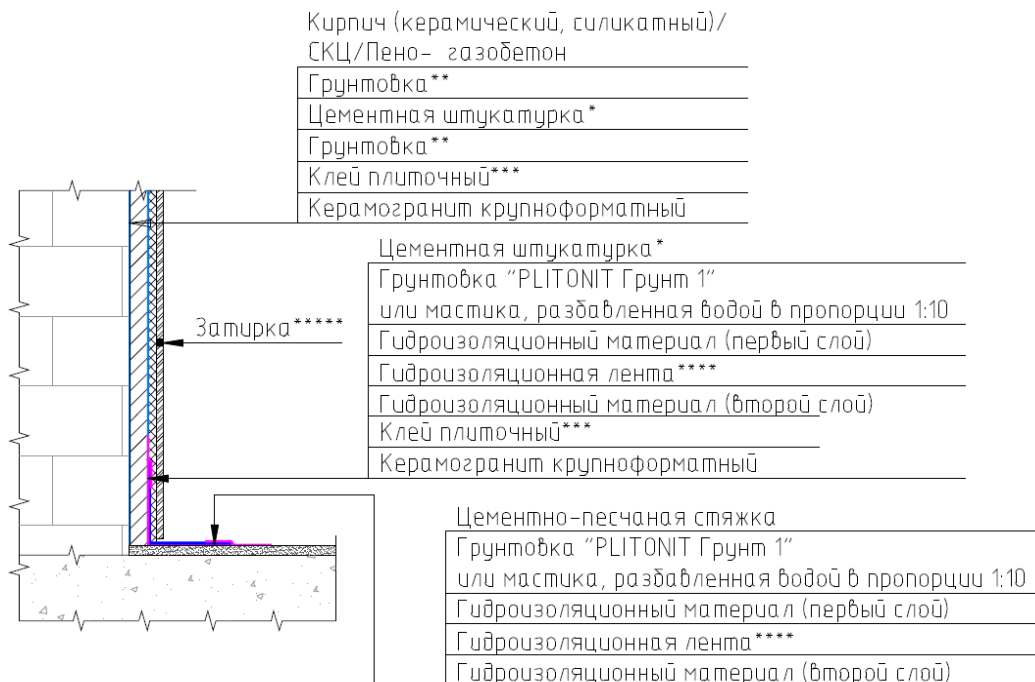 Кирпич (керамический, силикатный)/
СКЦ/Пено- газобетон
Грунтовка**
Цементная штукатурка*
Грунтовка**
Клей плиточный***
Керамогранит крупноформатный
Цементная штукатурка*
Грунтовка "PLITONIT Грунт 1"
или мастика, разбавленная водой в пропорции 1:10
Гидроизоляционный материал (первый слой)
Гидроизоляционная лента****
Гидроизоляционный материал (второй слой)
Клей плиточный***
Керамогранит крупноформатный
Затирка*****
Цементно-песчаная стяжка
Грунтовка "PLITONIT Грунт 1"
или мастика, разбавленная водой в пропорции 1:10
Гидроизоляционный материал (первый слой)
Гидроизоляционная лента****
Гидроизоляционный материал (второй слой)